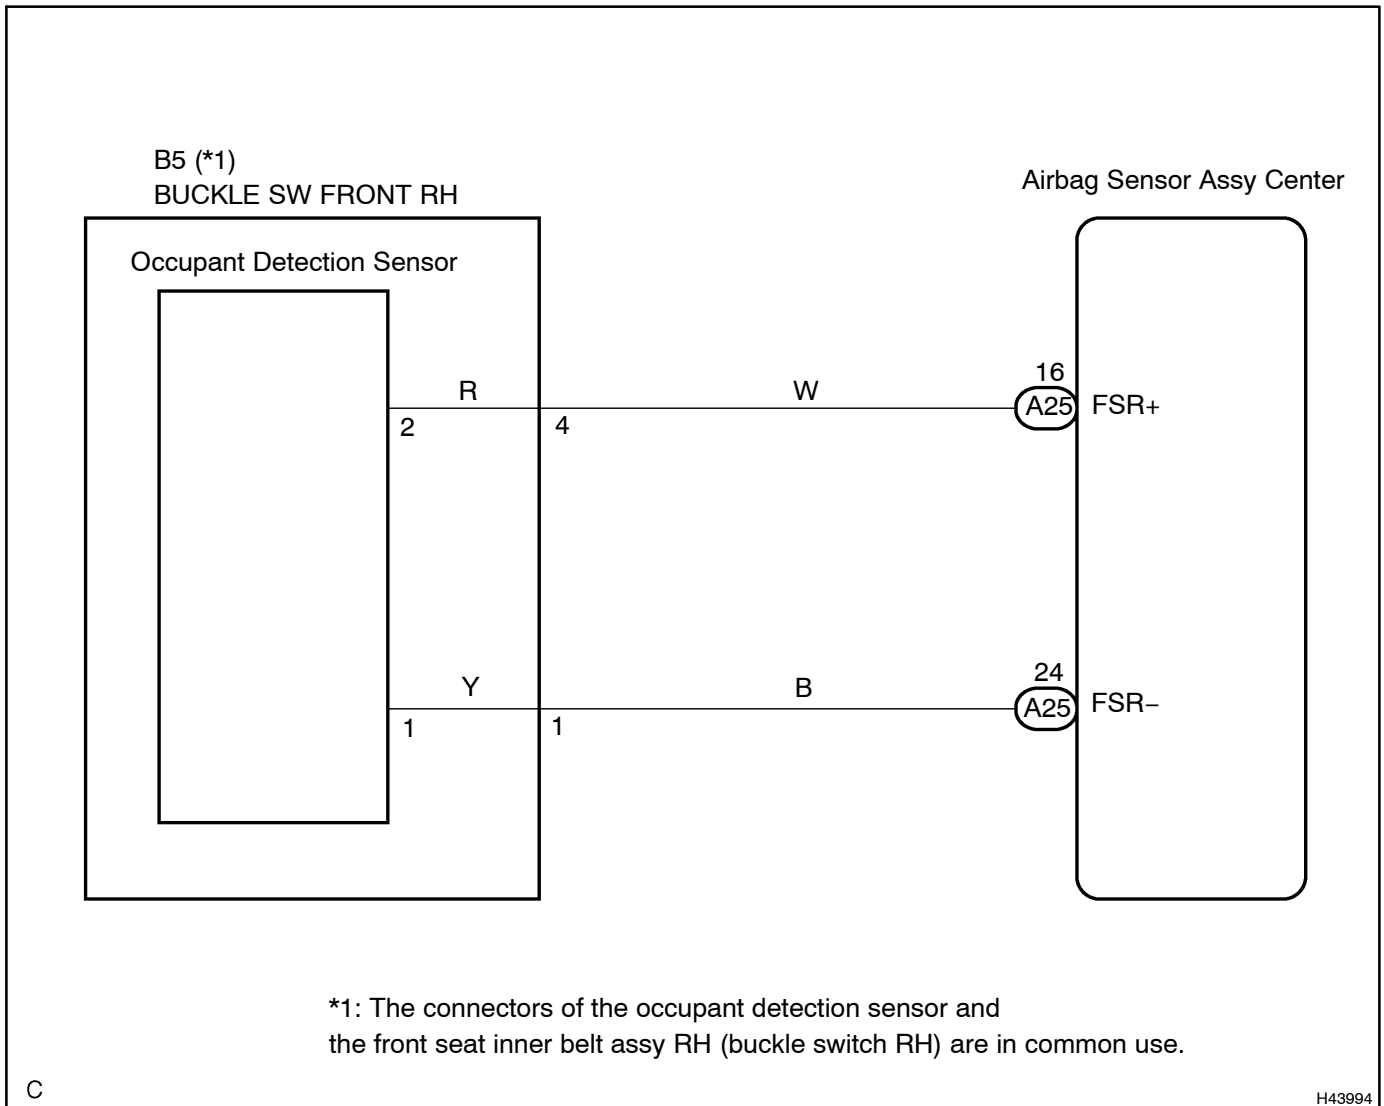 B5 (*1)
BUCKLE SW FRONT RH
Airbag Sensor Assy Center
Occupant Detection Sensor
R
W
16
A25
FSR+
2
4
Y
B
24
A25
FSR−
1
1
*1: The connectors of the occupant detection sensor and
the front seat inner belt assy RH (buckle switch RH) are in common use.
C
H43994